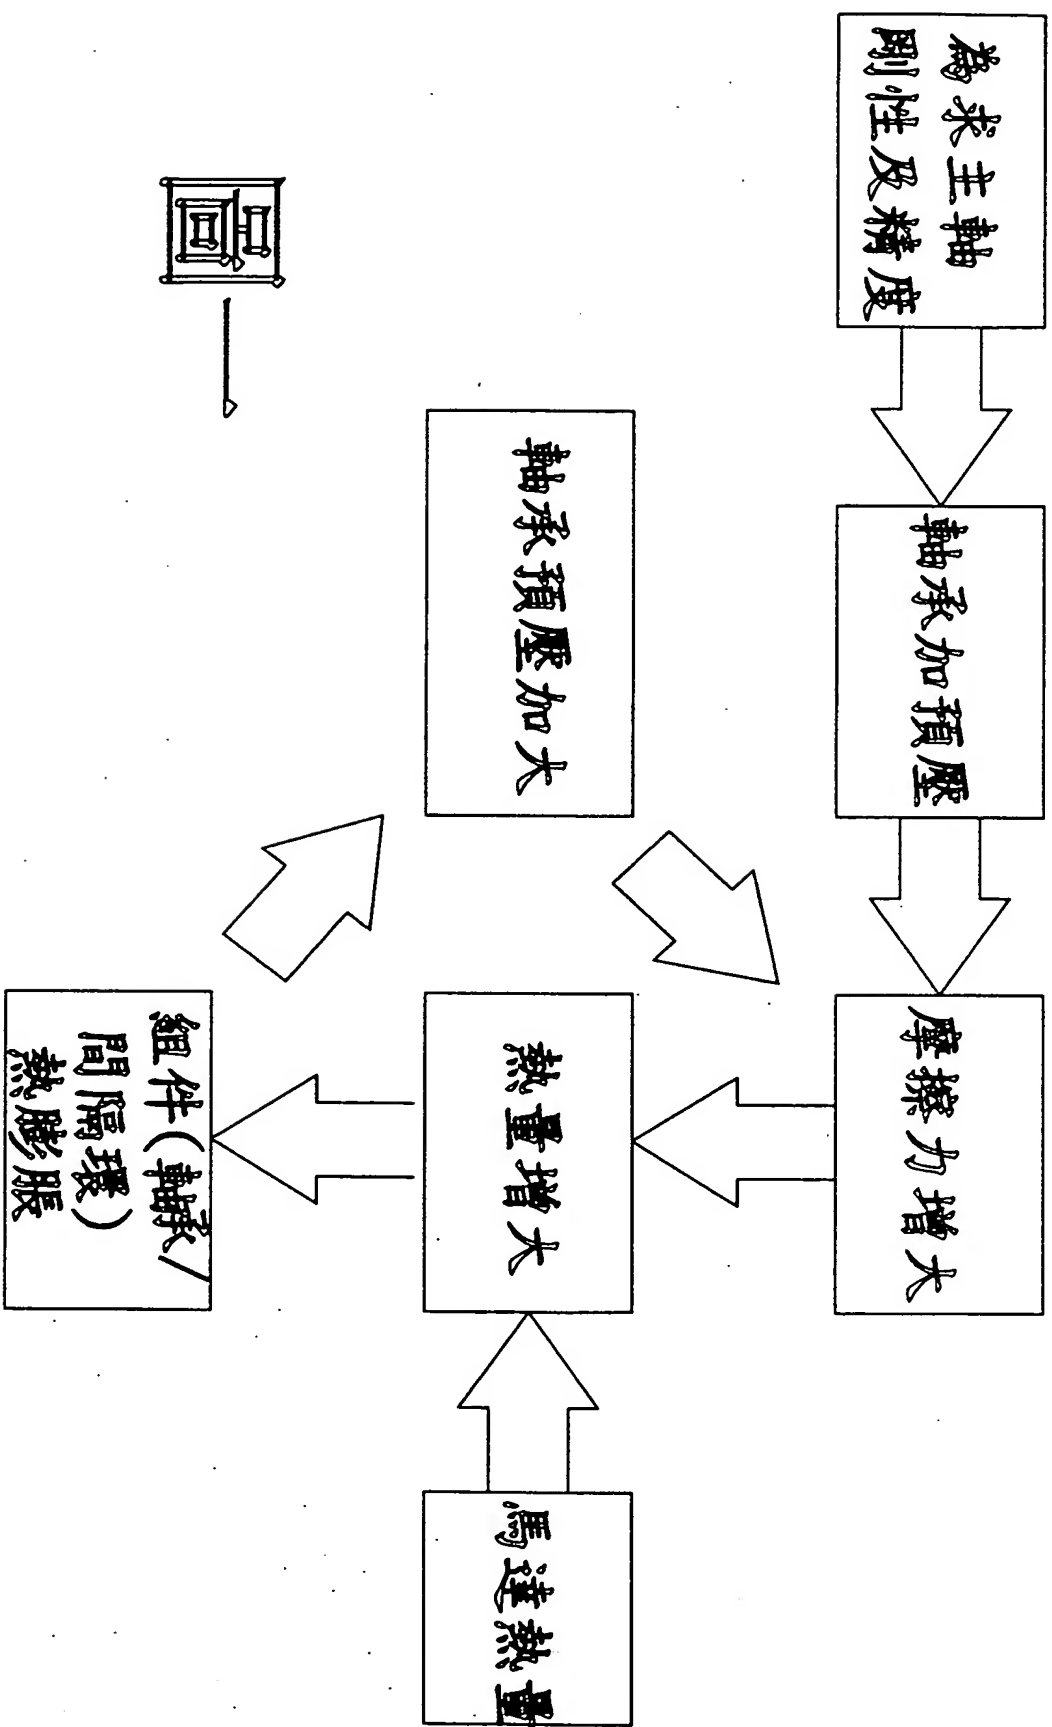 為求主軸
剛性及精度
軸承加預壓
摩擦力增大
軸承預壓加大
熱量增大
馬達熱量
組件(軸承/
間隔環)
熱膨脹
圖一